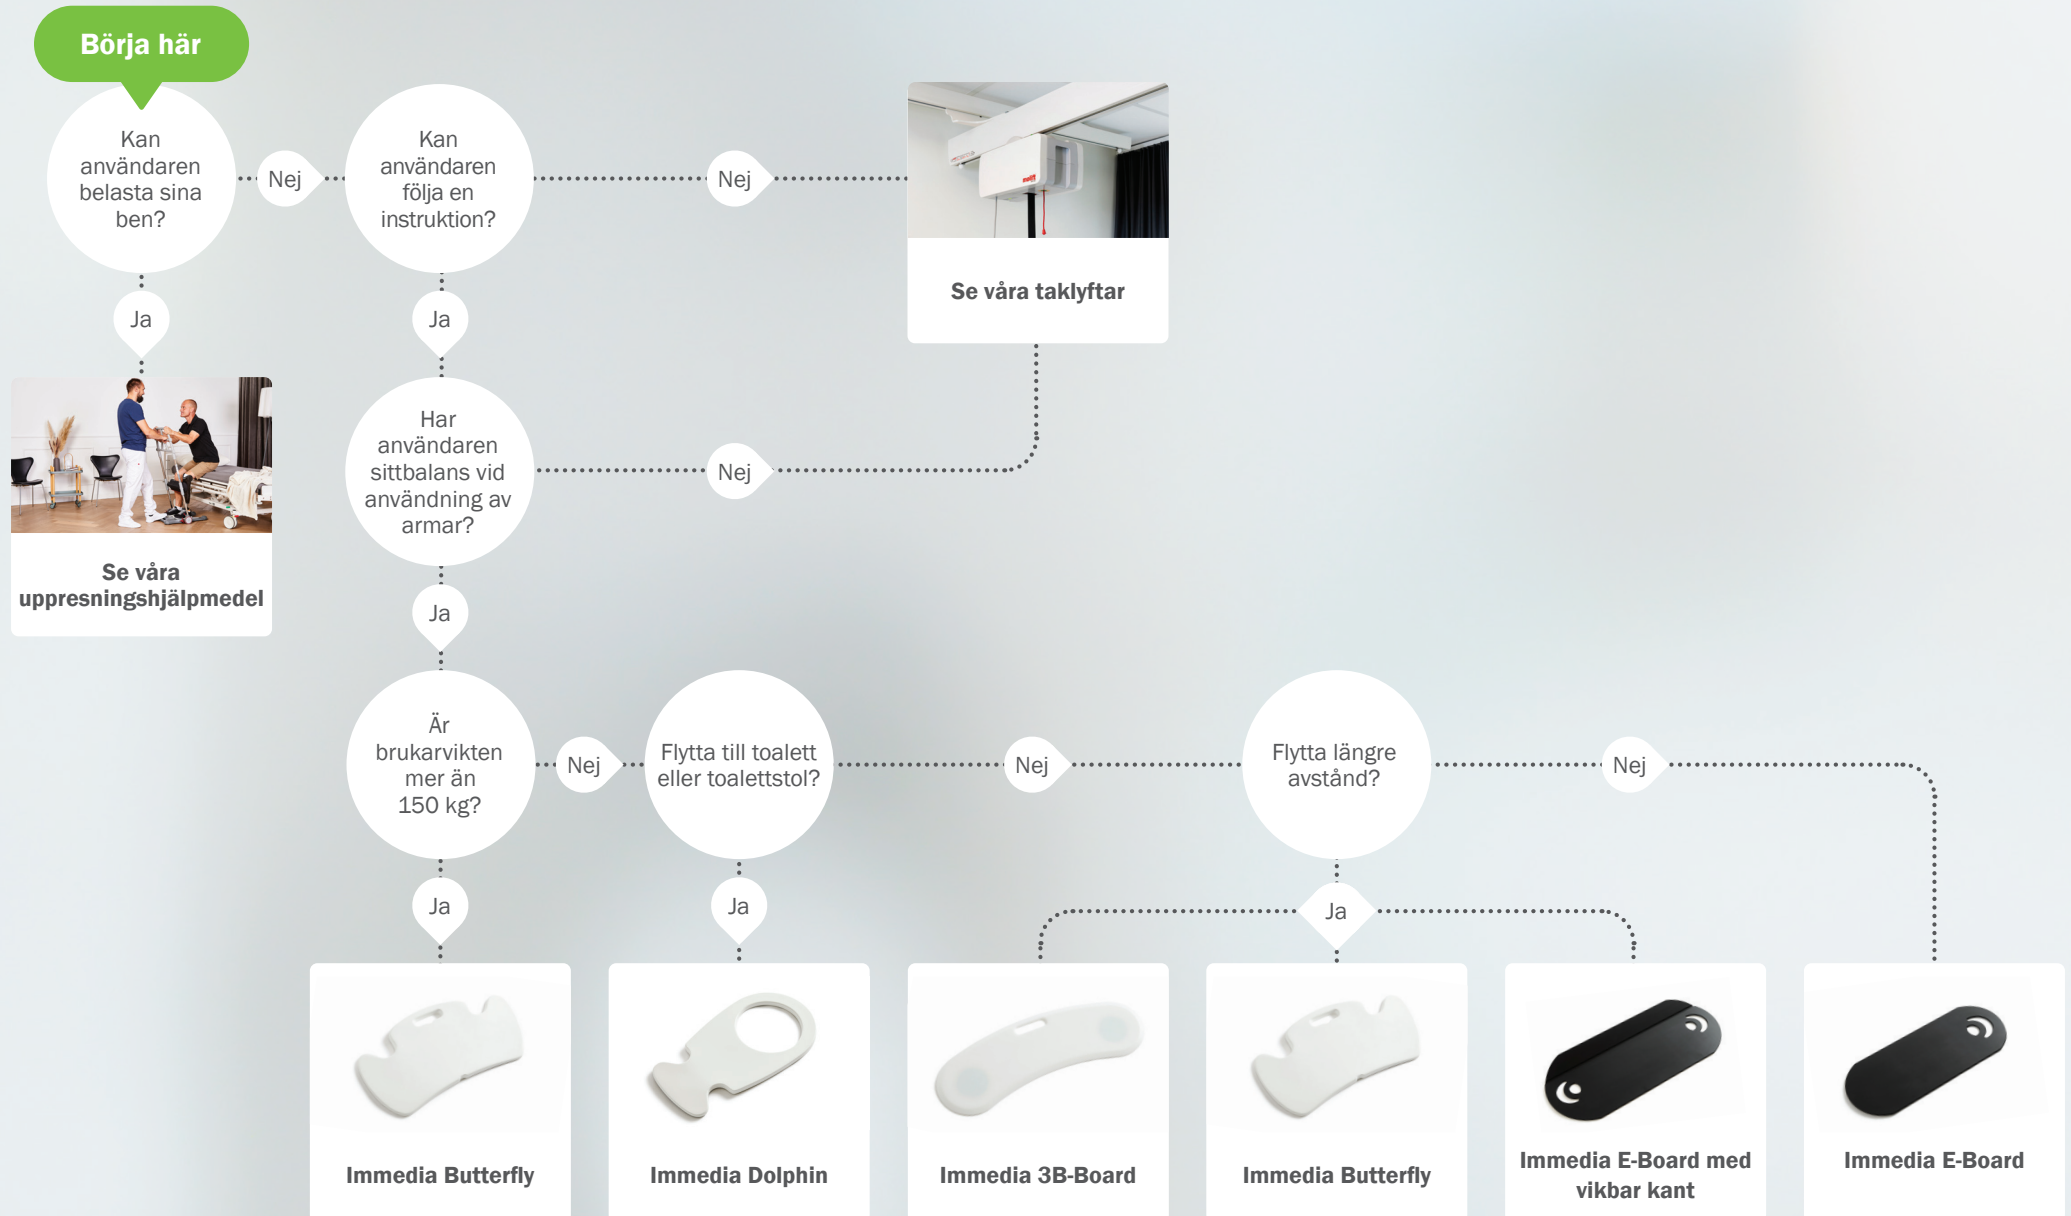 Börja här
Kan
användaren
belasta sina
ben?
Nej
Kan
användaren
följa en
instruktion?
Nej
Se våra taklyftar
Ja
Ja
Se våra
uppresningshjälpmedel
Har
användaren
sittbalans vid
användning av
armar?
Nej
Ja
Är
brukarvikten
mer än
150 kg?
Nej
Flytta till toalett
eller toalettstol?
Nej
Flytta längre
avstånd?
Nej
Ja
Ja
Ja
Immedia Butterfly
Immedia Dolphin
Immedia 3B-Board
Immedia Butterfly
Immedia E-Board med
vikbar kant
Immedia E-Board